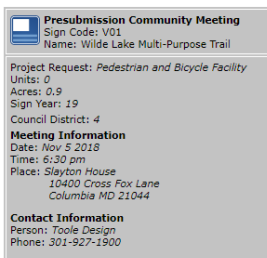 Presubmission Community Meeting
Sign Code: V01
Name: Wilde Lake Multi-Purpose Trail
Project Request: Pedestrian and Bicycle Facility
Units: 0
Acres: 0.9
Sign Year: 19
Council District: 4
Meeting Information
Date: Nov 5 2018
Time: 6:30 pm
Place: Slayton House
10400 Cross Fox Lane
Columbia MD 21044
Contact Information
Person: Toole Design
Phone: 301-927-1900